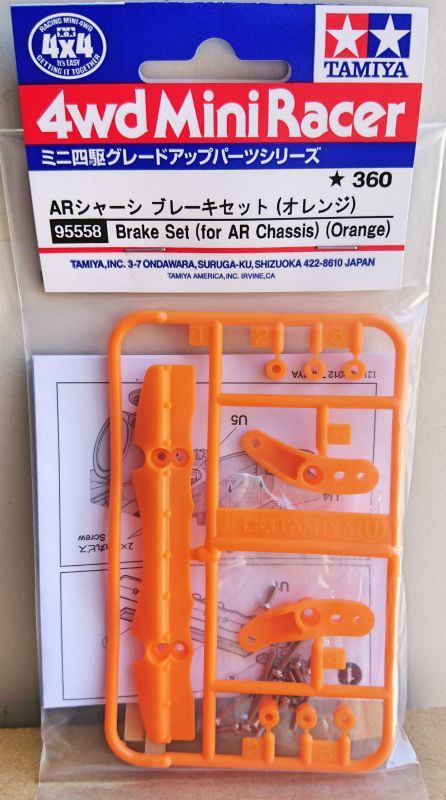 RACING MINI 4WD
4x4
It's EASY
GETTING IT TOGETHER
TAMIYA
4wd Mini Racer
ミニ四駆グレードアップパーツシリーズ
★ 360
ARシャーシ ブレーキセット (オレンジ)
95558 Brake Set (for AR Chassis) (Orange)
TAMIYA, INC. 3-7 ONDAWARA, SURUGA-KU, SHIZUOKA 422-8610 JAPAN
TAMIYA AMERICA, INC. IRVINE, CA
1 2 3
U5
5
U4
★★ TAMIYA U
Screw
U1
4
2 3